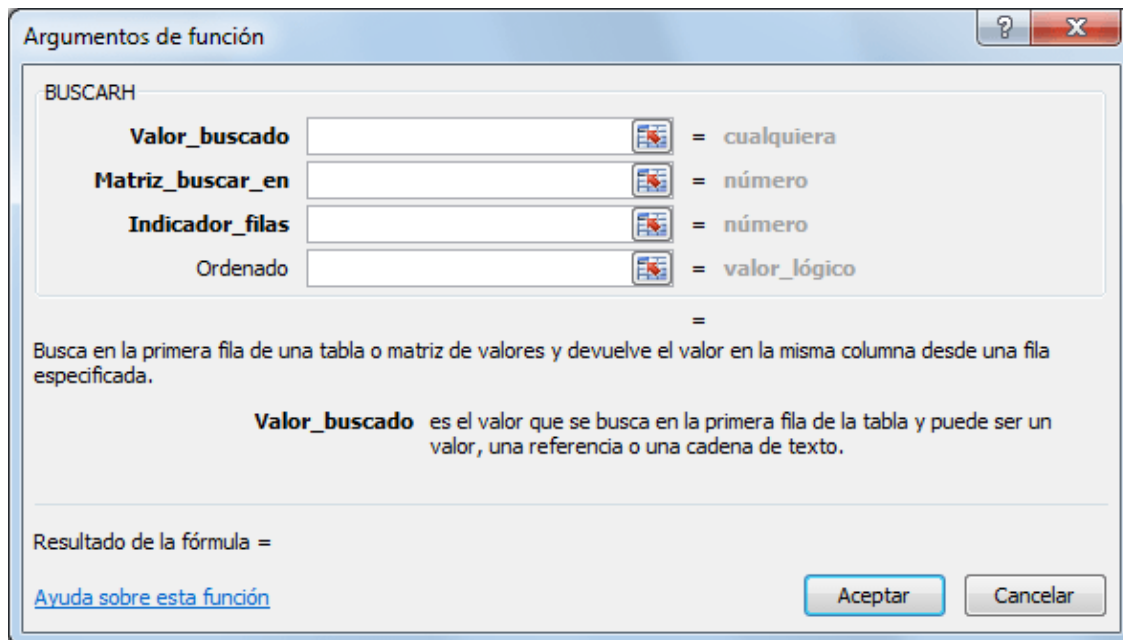 Argumentos de función
BUSCARH
Valor_buscado = cualquiera
Matriz_buscar_en = número
Indicador_filas = número
Ordenado = valor_lógico
=
Busca en la primera fila de una tabla o matriz de valores y devuelve el valor en la misma columna desde una fila
especificada.
Valor_buscado es el valor que se busca en la primera fila de la tabla y puede ser un
valor, una referencia o una cadena de texto.
Resultado de la fórmula =
Ayuda sobre esta función Aceptar Cancelar